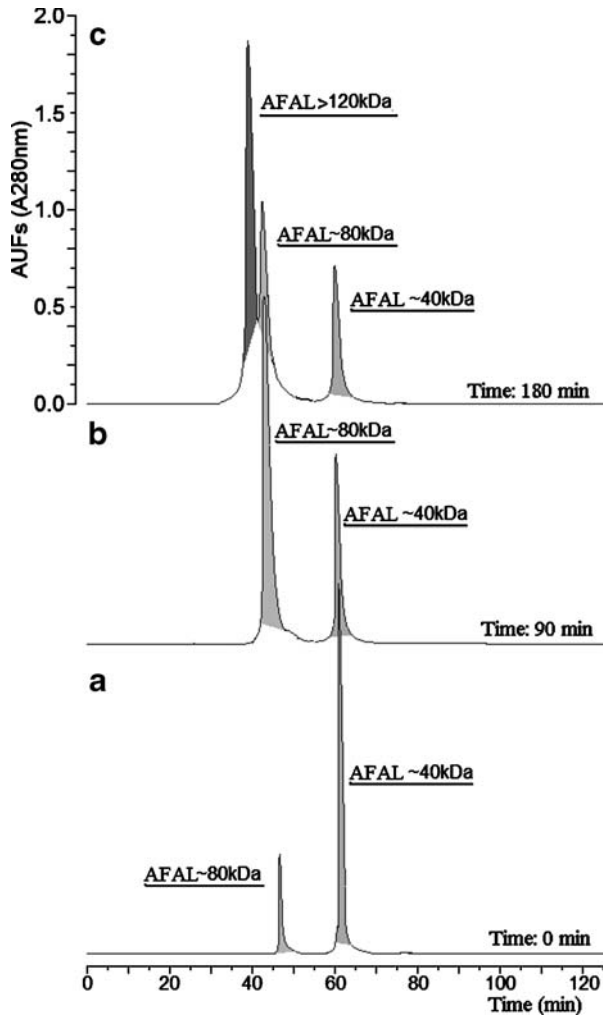 c
2.0
1.5
1.0
0.5
0.0
AUFs (A280nm)
AFAL>120kDa
AFAL~80kDa
AFAL ~40kDa
Time: 180 min
b
AFAL~80kDa
AFAL ~40kDa
Time: 90 min
a
AFAL ~40kDa
AFAL~80kDa
Time: 0 min
0 20 40 60 80 100 120
Time (min)